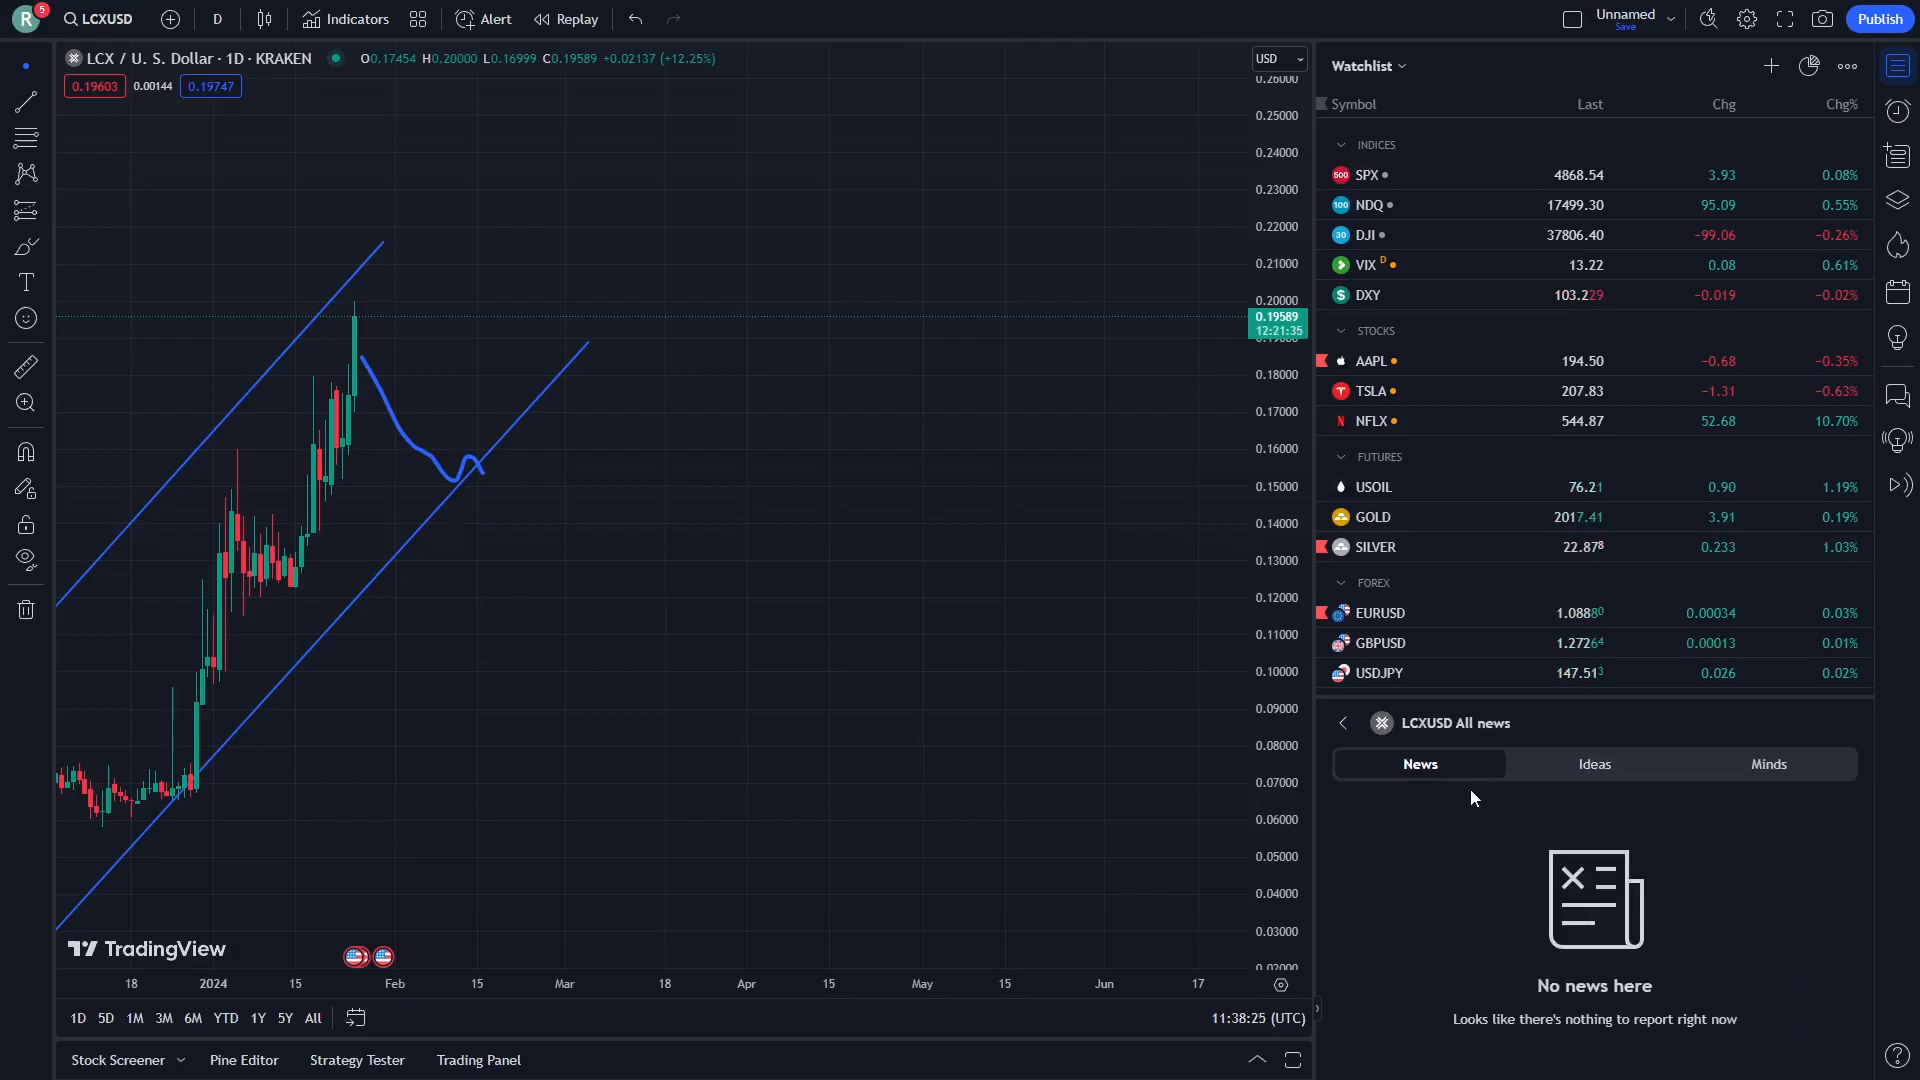 R 5 LCXUSD D Indicators Alert Replay Unnamed Save Publish
LCX / U. S. Dollar · 1D · KRAKEN O0.17454 H0.20000 L0.16999 C0.19589 +0.02137 (+12.25%)
0.19603 0.00144 0.19747
USD
0.26000
0.25000
0.24000
0.23000
0.22000
0.21000
0.20000
0.19589
12:21:35
0.18000
0.17000
0.16000
0.15000
0.14000
0.13000
0.12000
0.11000
0.10000
0.09000
0.08000
0.07000
0.06000
0.05000
0.04000
0.03000
0.02000
TradingView
18 2024 15 Feb 15 Mar 18 Apr 15 May 15 Jun 17
1D 5D 1M 3M 6M YTD 1Y 5Y All 11:38:25 (UTC)
Stock Screener Pine Editor Strategy Tester Trading Panel
Watchlist
Symbol Last Chg Chg%
INDICES
500 SPX 4868.54 3.93 0.08%
100 NDQ 17499.30 95.09 0.55%
30 DJI 37806.40 −99.06 −0.26%
VIX D 13.22 0.08 0.61%
$ DXY 103.229 −0.019 −0.02%
STOCKS
AAPL 194.50 −0.68 −0.35%
TSLA 207.83 −1.31 −0.63%
N NFLX 544.87 52.68 10.70%
FUTURES
USOIL 76.21 0.90 1.19%
GOLD 2017.41 3.91 0.19%
SILVER 22.878 0.233 1.03%
FOREX
EURUSD 1.08880 0.00034 0.03%
GBPUSD 1.27264 0.00013 0.01%
USDJPY 147.513 0.026 0.02%
LCXUSD All news
News Ideas Minds
No news here
Looks like there's nothing to report right now